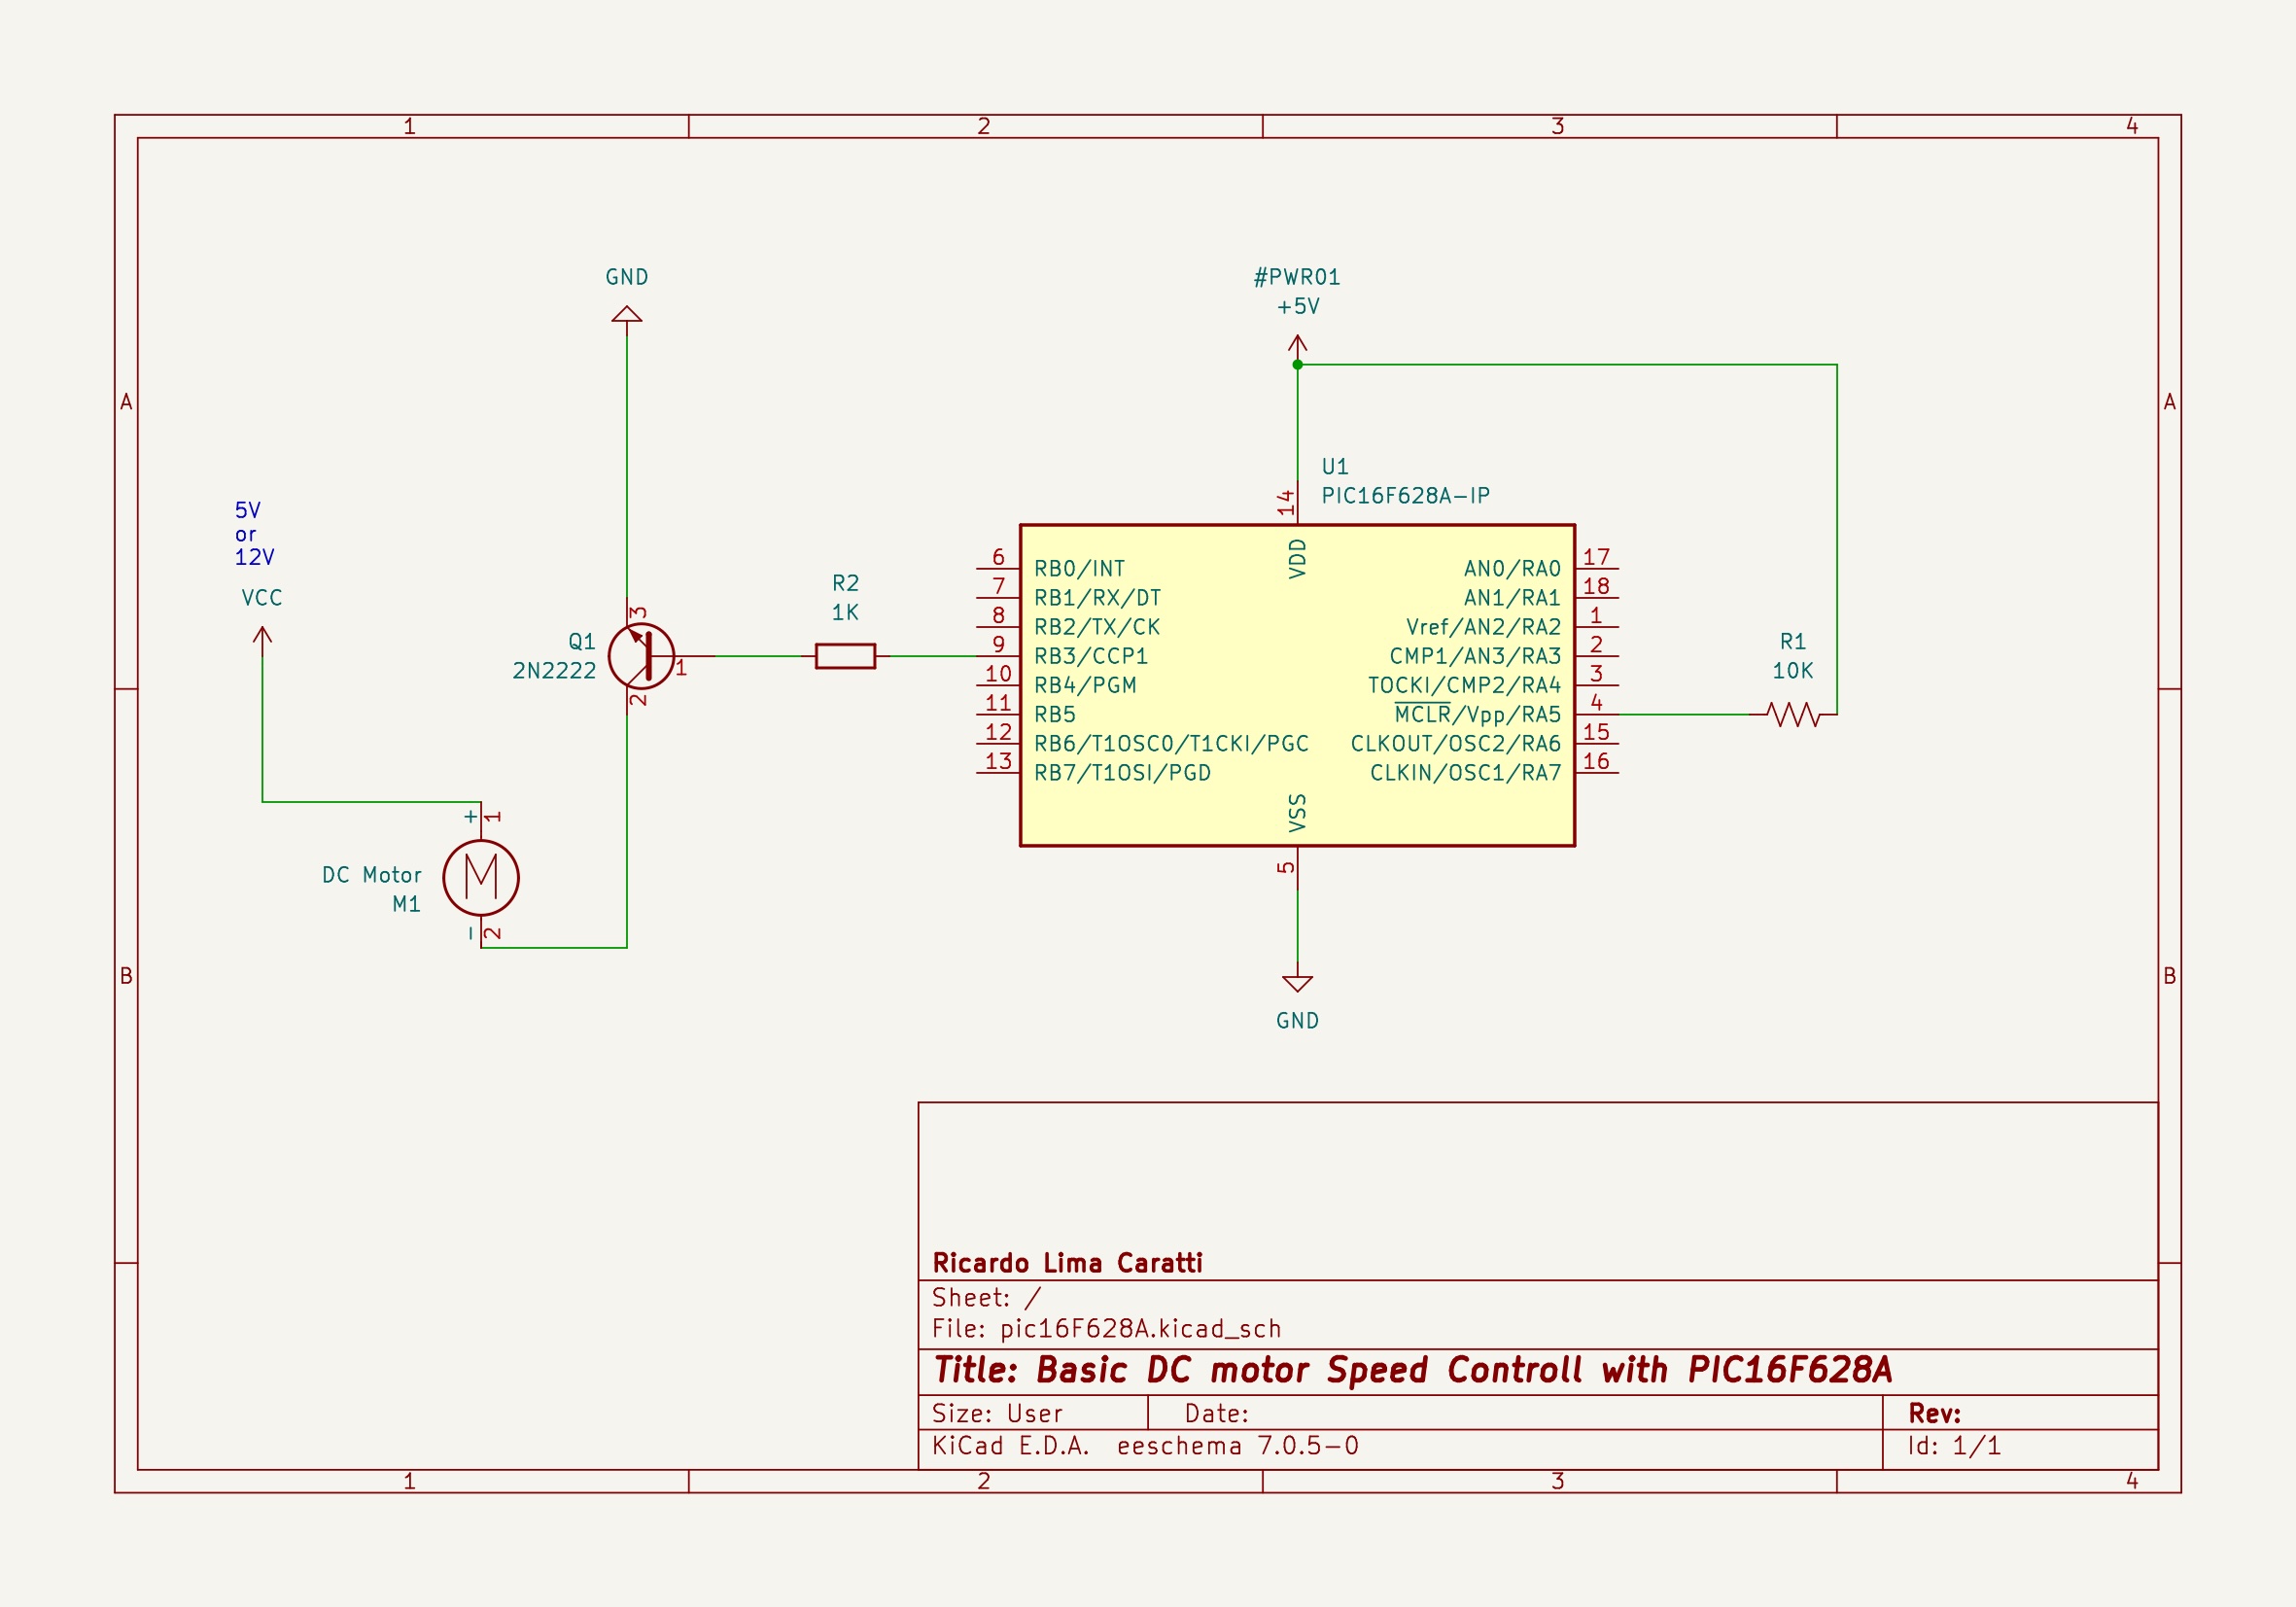 1 2 3 4
GND
#PWR01
+5V
A A
U1
PIC16F628A-IP
14
5V
or
12V
VCC
VDD
6 RB0/INT AN0/RA0 17
R2
1K
7 RB1/RX/DT AN1/RA1 18
3
8 RB2/TX/CK Vref/AN2/RA2 1
Q1
2N2222
1
9 RB3/CCP1 CMP1/AN3/RA3 2
R1
10K
10 RB4/PGM TOCKI/CMP2/RA4 3
2
11 RB5 MCLR/Vpp/RA5 4
12 RB6/T1OSC0/T1CKI/PGC CLKOUT/OSC2/RA6 15
13 RB7/T1OSI/PGD CLKIN/OSC1/RA7 16
VSS
+ 1
DC Motor
M1
M
- 2
5
B B
GND
Ricardo Lima Caratti
Sheet: /
File: pic16F628A.kicad_sch
Title: Basic DC motor Speed Controll with PIC16F628A
Size: User Date: Rev:
KiCad E.D.A. eeschema 7.0.5-0 Id: 1/1
1 2 3 4